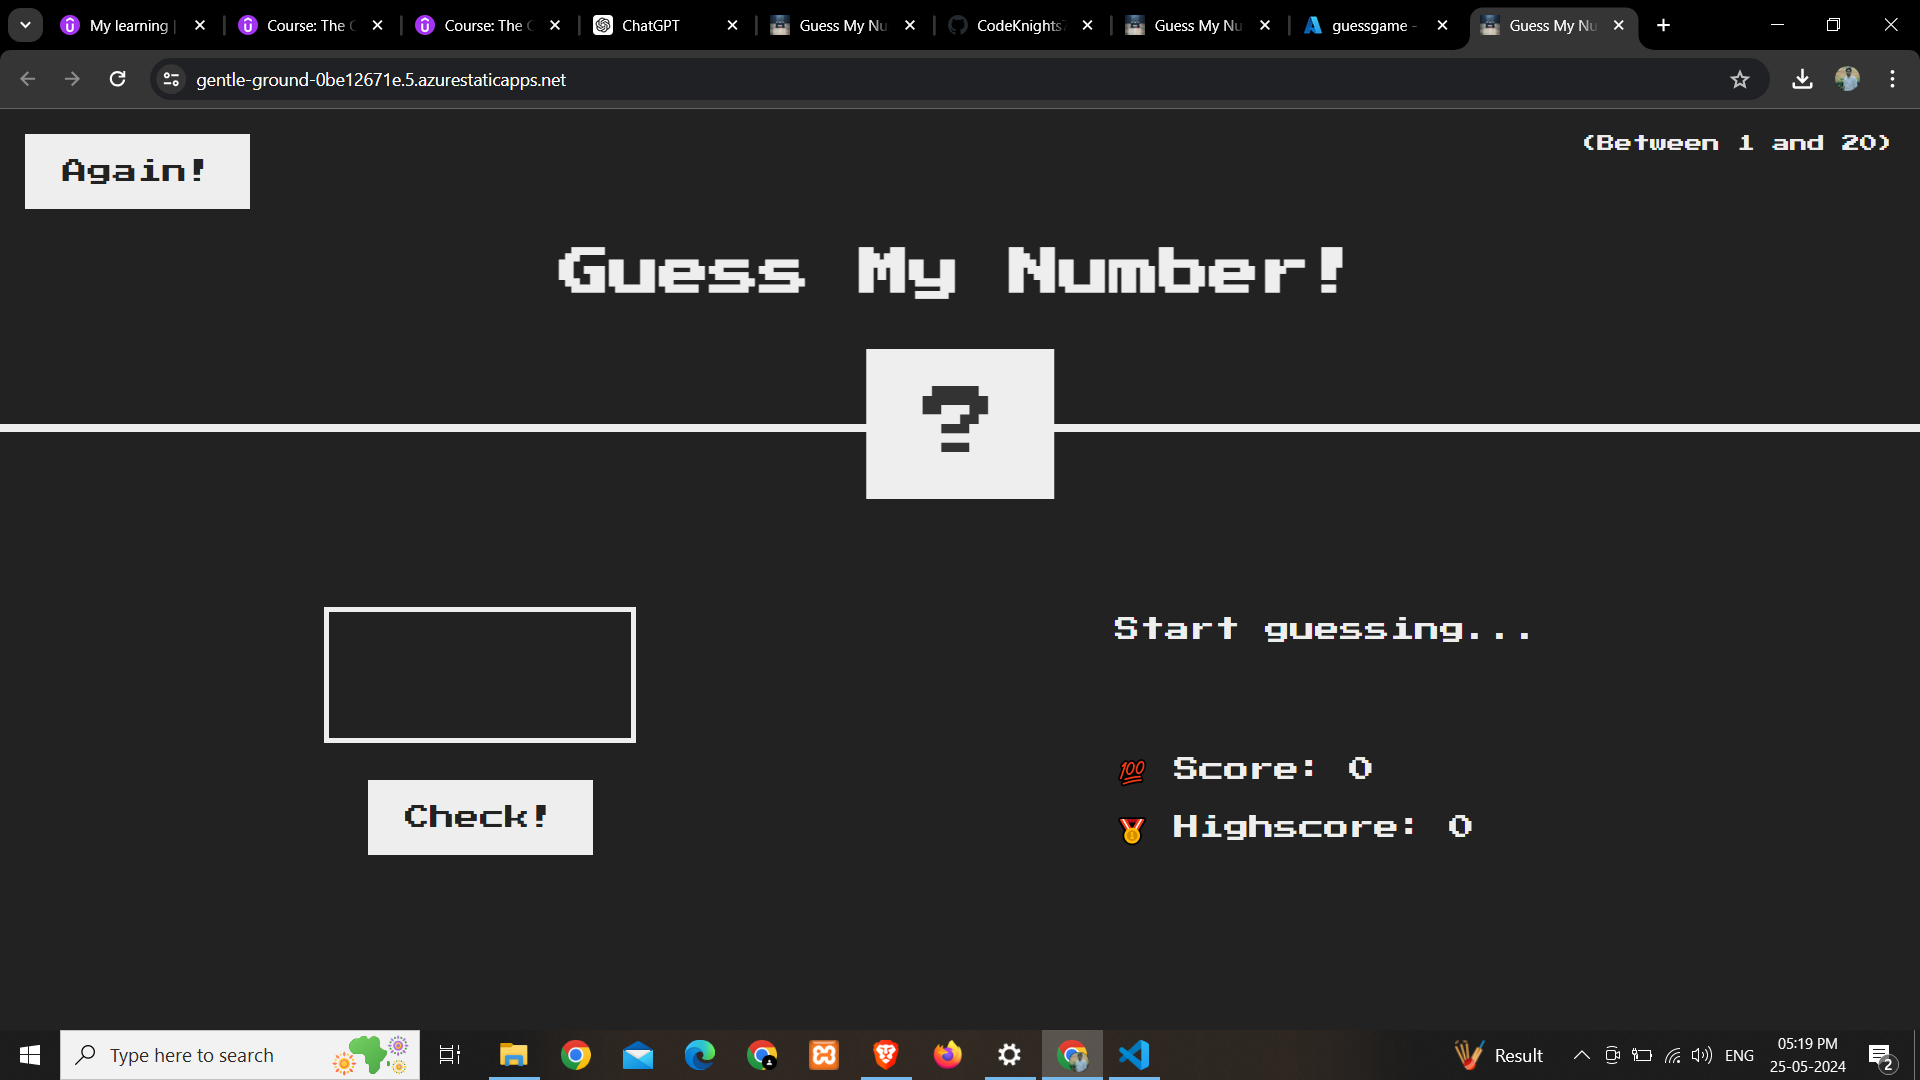 My learning |
Course: The C
Course: The C
ChatGPT
Guess My Nu
CodeKnights7
Guess My Nu
guessgame -
Guess My Nu
gentle-ground-0be12671e.5.azurestaticapps.net
Again!
(Between 1 and 20)
Guess My Number!
?
Start guessing...
💯 Score: 0
Check!
🥇 Highscore: 0
Type here to search
Result
ENG
05:19 PM
25-05-2024
2